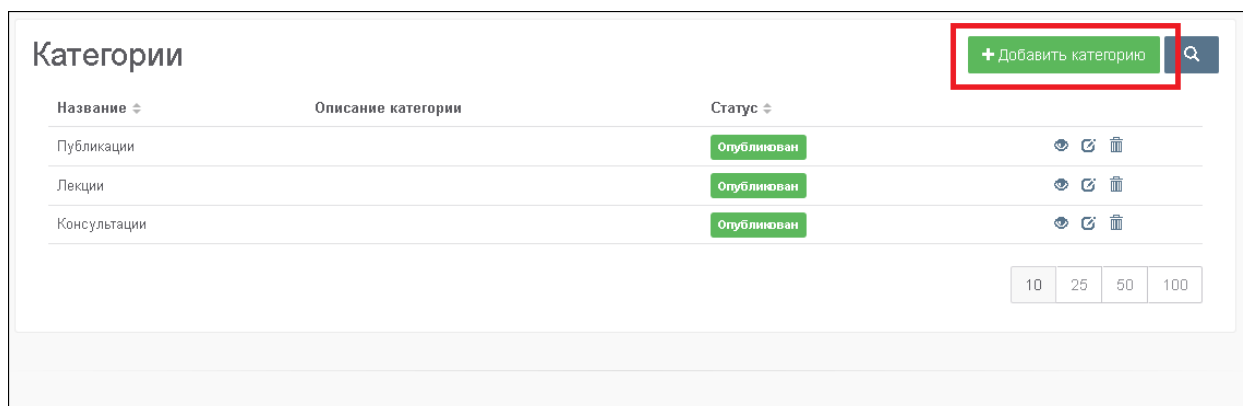 Категории
Добавить категорию
Название Описание категории Статус
Публикации Опубликован
Лекции Опубликован
Консультации Опубликован
10 25 50 100